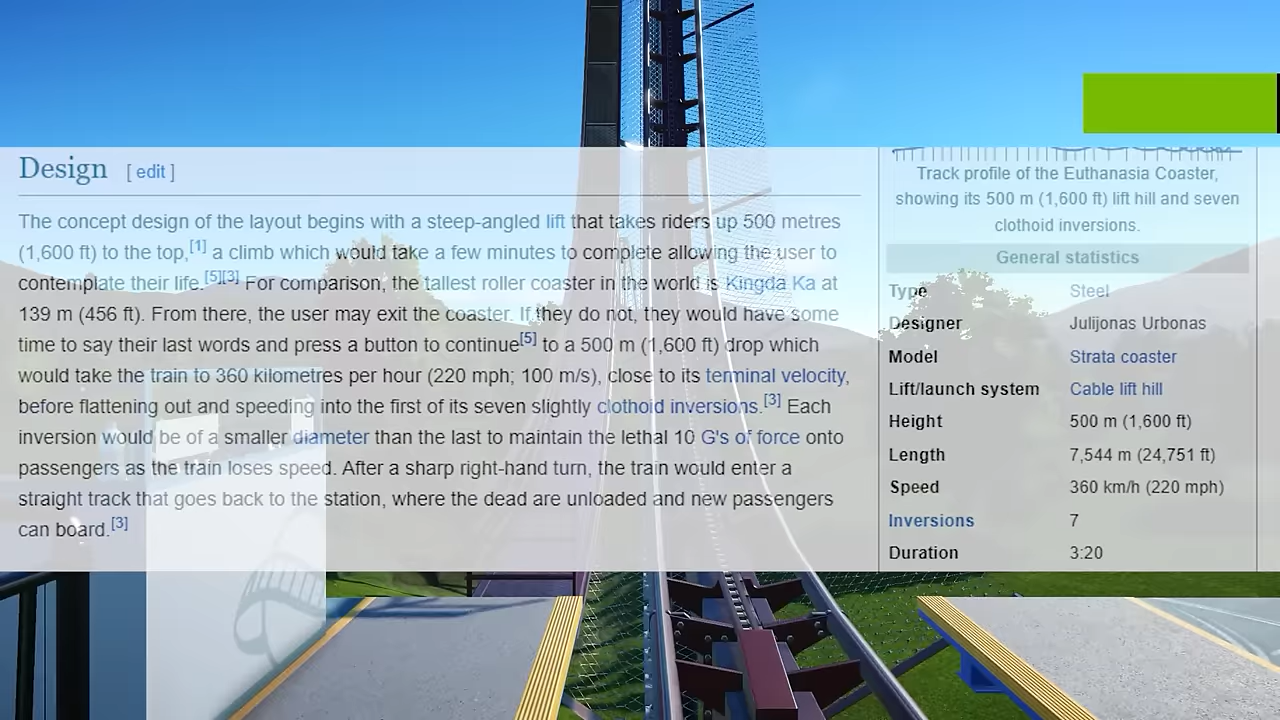 Design [ edit ]
The concept design of the layout begins with a steep-angled lift that takes riders up 500 metres
(1,600 ft) to the top,[1] a climb which would take a few minutes to complete allowing the user to
contemplate their life.[5][3] For comparison, the tallest roller coaster in the world is Kingda Ka at
139 m (456 ft). From there, the user may exit the coaster. If they do not, they would have some
time to say their last words and press a button to continue[5] to a 500 m (1,600 ft) drop which
would take the train to 360 kilometres per hour (220 mph; 100 m/s), close to its terminal velocity,
before flattening out and speeding into the first of its seven slightly clothoid inversions.[3] Each
inversion would be of a smaller diameter than the last to maintain the lethal 10 G's of force onto
passengers as the train loses speed. After a sharp right-hand turn, the train would enter a
straight track that goes back to the station, where the dead are unloaded and new passengers
can board.[3]
Track profile of the Euthanasia Coaster,
showing its 500 m (1,600 ft) lift hill and seven
clothoid inversions.
General statistics
Type Steel
Designer Julijonas Urbonas
Model Strata coaster
Lift/launch system Cable lift hill
Height 500 m (1,600 ft)
Length 7,544 m (24,751 ft)
Speed 360 km/h (220 mph)
Inversions 7
Duration 3:20